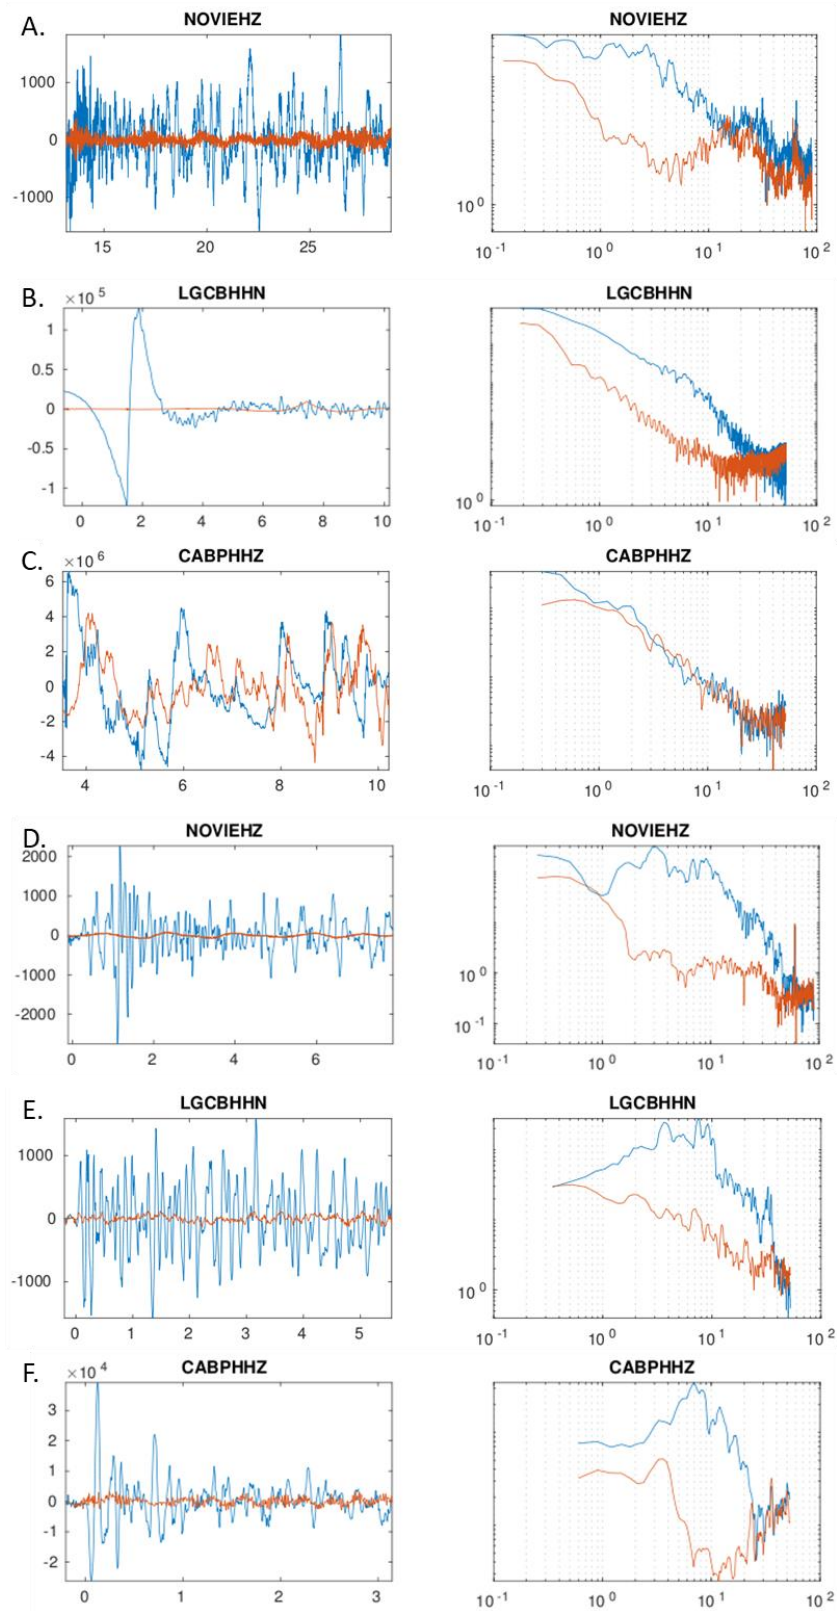 A.
NOVIEHZ
1000
0
-1000
15 20 25
NOVIEHZ
10^0
10^-1 10^0 10^1 10^2
B.
×10^5
LGCBHHN
1
0.5
0
-0.5
-1
0 2 4 6 8 10
LGCBHHN
10^0
10^-1 10^0 10^1 10^2
C.
×10^6
CABPHHZ
6
4
2
0
-2
-4
4 6 8 10
CABPHHZ
10^-1 10^0 10^1 10^2
D.
NOVIEHZ
2000
1000
0
-1000
-2000
0 2 4 6
NOVIEHZ
10^0
10^-1
10^-1 10^0 10^1 10^2
E.
LGCBHHN
1000
0
-1000
0 1 2 3 4 5
LGCBHHN
10^0
10^-1 10^0 10^1 10^2
F.
×10^4
CABPHHZ
3
2
1
0
-1
-2
0 1 2 3
CABPHHZ
10^-1 10^0 10^1 10^2